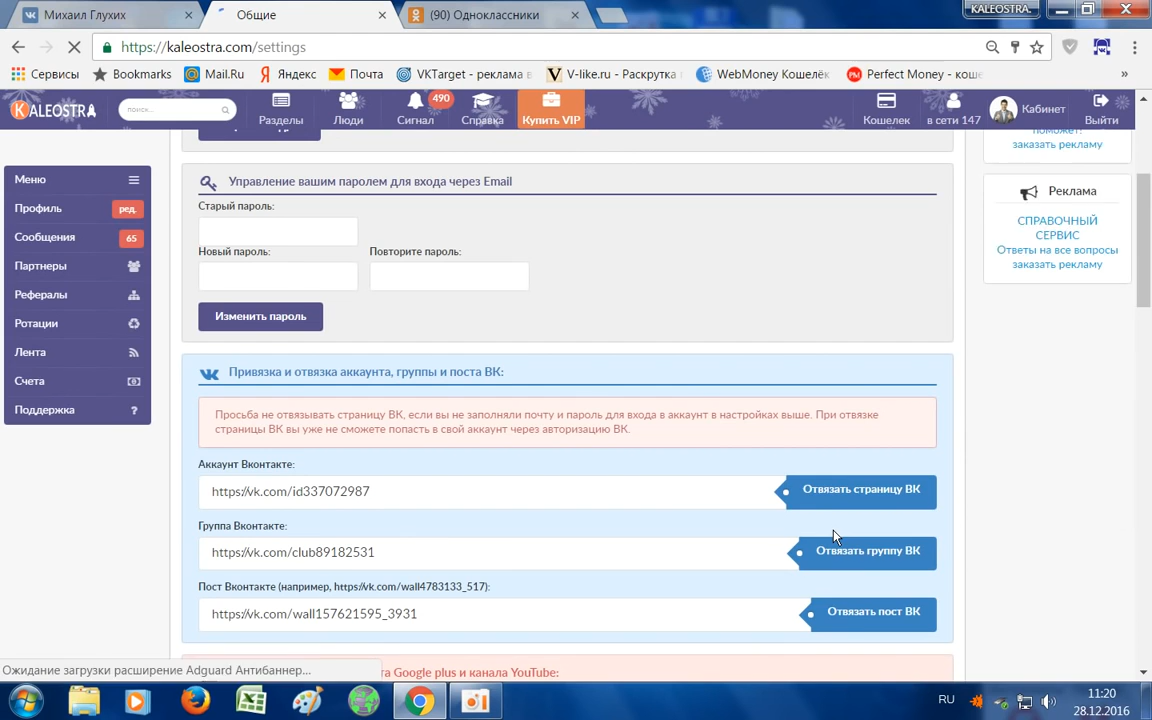 Михаил Глухих
Общие
(90) Одноклассники
KALEOSTRA.
https://kaleostra.com/settings
Сервисы
Bookmarks
Mail.Ru
Яндекс
Почта
VKTarget - реклама в
V-like.ru - Раскрутка
WebMoney Кошелёк
Perfect Money - коше
»
KALEOSTRA
поиск...
Разделы
Люди
490
Сигнал
Справка
Купить VIP
Кошелек
в сети 147
Кабинет
Выйти
Меню
Профиль
ред.
Сообщения
65
Партнеры
Рефералы
Ротации
Лента
Счета
Поддержка
?
Управление вашим паролем для входа через Email
Старый пароль:
Новый пароль:
Повторите пароль:
Изменить пароль
Привязка и отвязка аккаунта, группы и поста ВК:
Просьба не отвязывать страницу ВК, если вы не заполняли почту и пароль для входа в аккаунт в настройках выше. При отвязке
страницы ВК вы уже не сможете попасть в свой аккаунт через авторизацию ВК.
Аккаунт Вконтакте:
https://vk.com/id337072987
Отвязать страницу ВК
Группа Вконтакте:
https://vk.com/club89182531
Отвязать группу ВК
Пост Вконтакте (например, https://vk.com/wall4783133_517):
https://vk.com/wall157621595_3931
Отвязать пост ВК
та Google plus и канала YouTube:
поможет!
заказать рекламу
Реклама
СПРАВОЧНЫЙ
СЕРВИС
Ответы на все вопросы
заказать рекламу
Ожидание загрузки расширение Adguard Антибаннер...
RU
11:20
28.12.2016